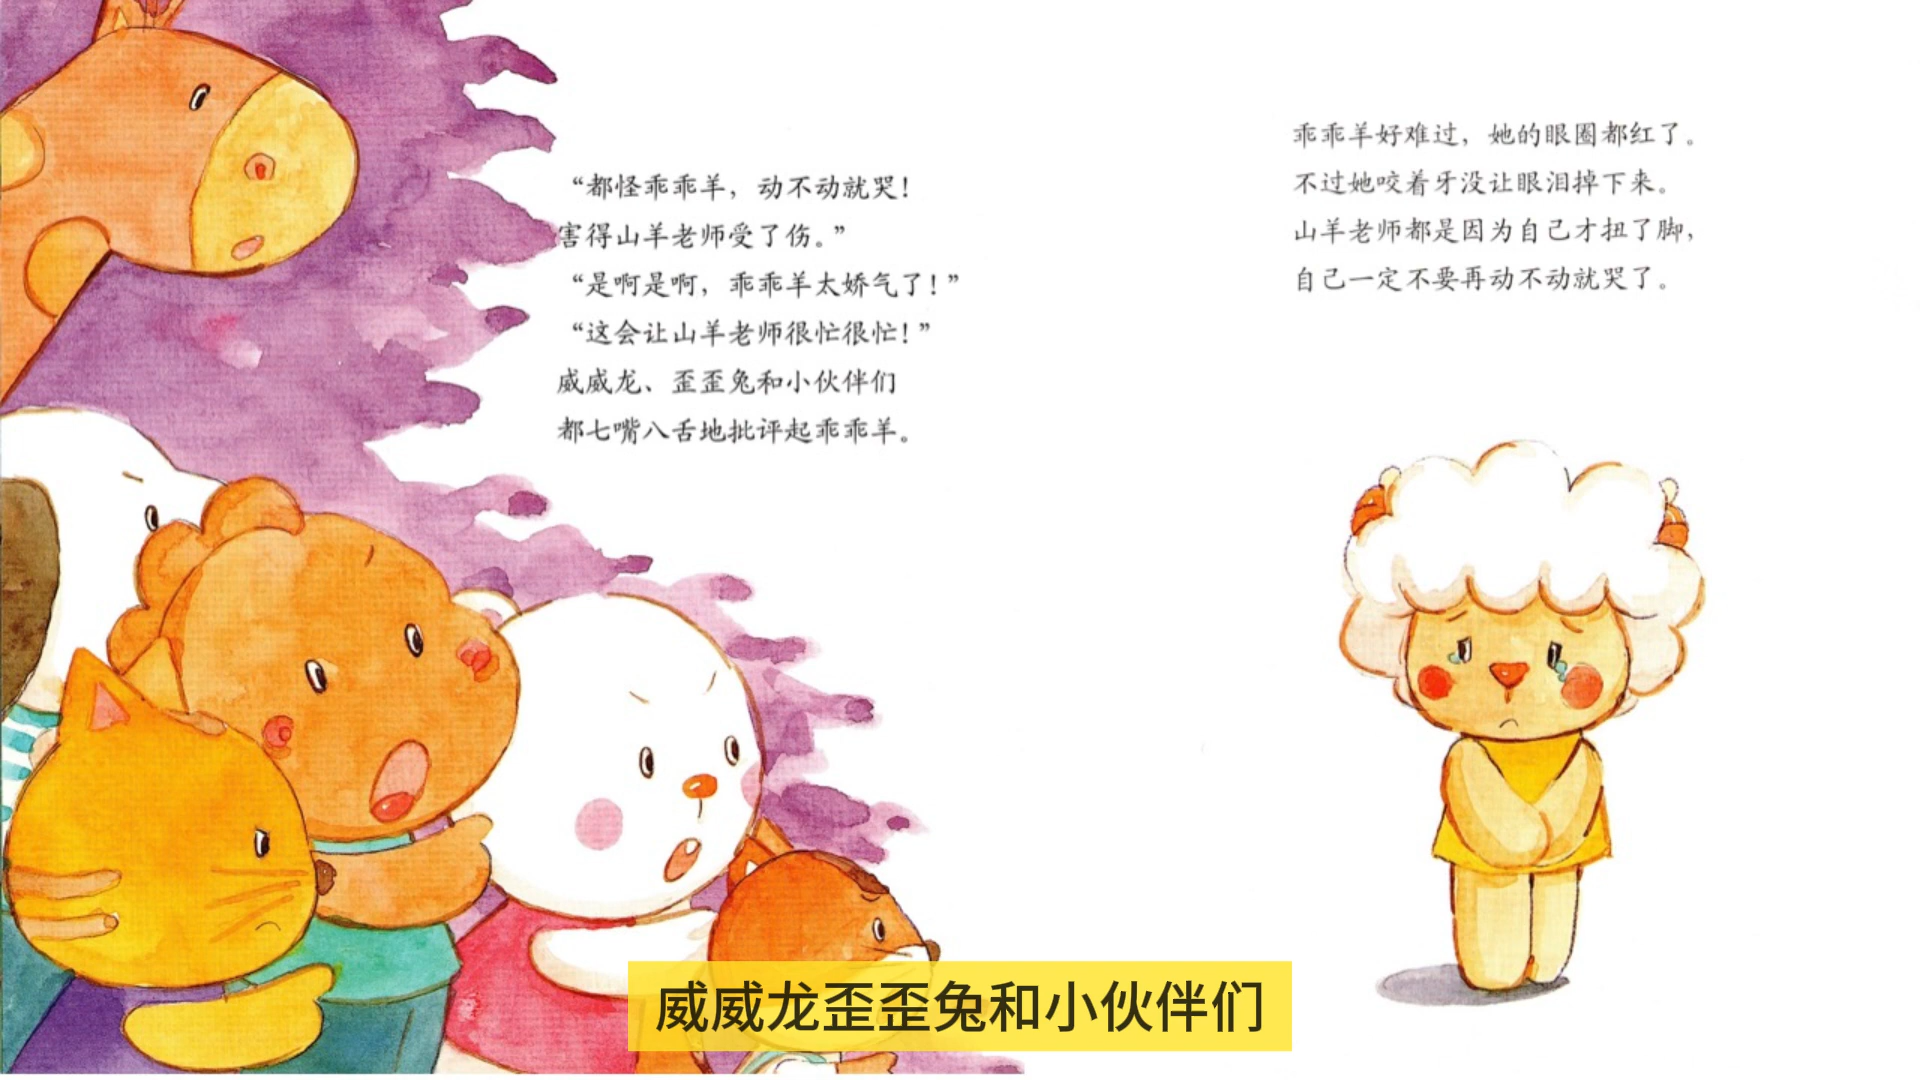 “都怪乖乖羊，动不动就哭！
害得山羊老师受了伤。”
“是啊是啊，乖乖羊太娇气了！”
“这会让山羊老师很忙很忙！”
威威龙、歪歪兔和小伙伴们
都七嘴八舌地批评起乖乖羊。
乖乖羊好难过，她的眼圈都红了。
不过她咬着牙没让眼泪掉下来。
山羊老师都是因为自己才扭了脚，
自己一定不要再动不动就哭了。
威威龙歪歪兔和小伙伴们